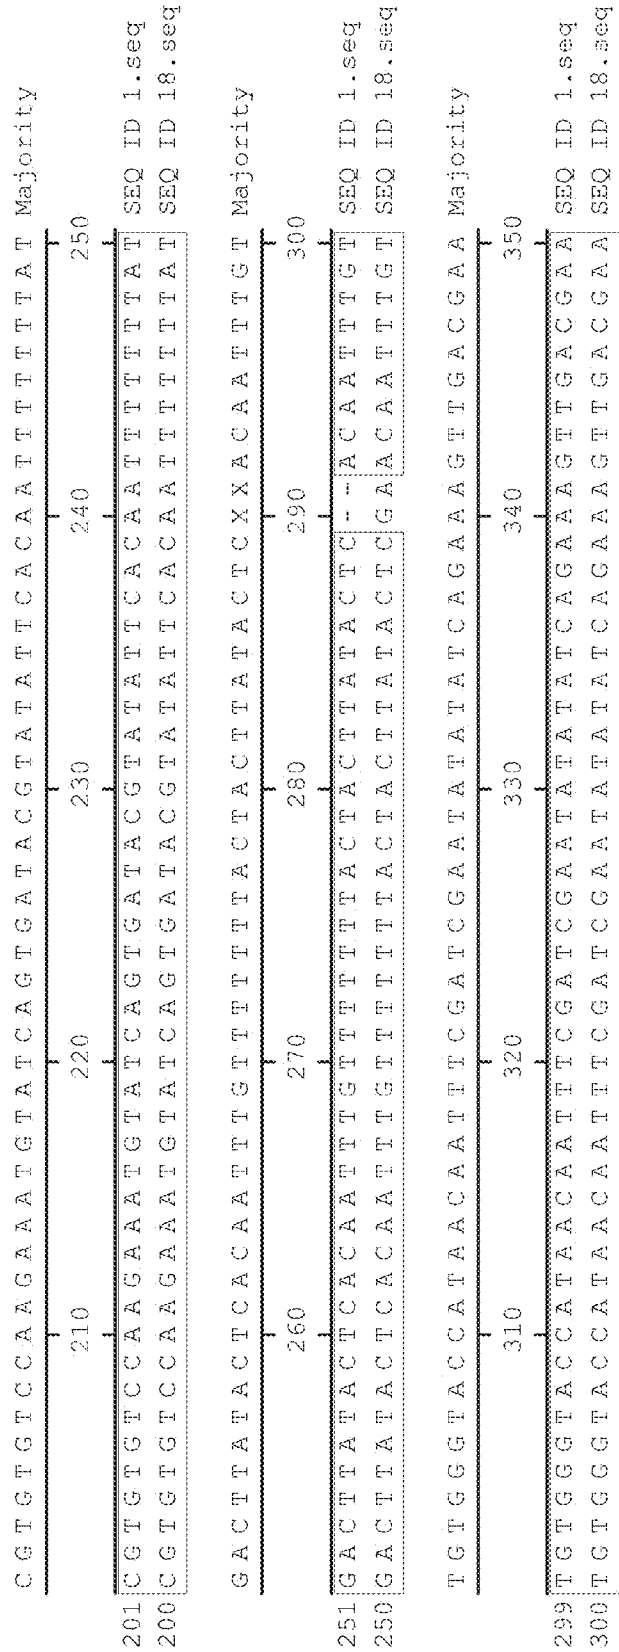 C G T G T G T C C A A G A A A T G T A T C A G T G A T A C G T A T A T T C A C A A T T T T T T T A T Majority
210 220 230 240 250
201 C G T G T G T C C A A G A A A T G T A T C A G T G A T A C G T A T A T T C A C A A T T T T T T T A T SEQ ID 1.seq
200 C G T G T G T C C A A G A A A T G T A T C A G T G A T A C G T A T A T T C A C A A T T T T T T T A T SEQ ID 18.seq
G A C T T A T A C T C A C A A T T T G T T T T T T T A C T A C T T A T A C T C X X A C A A T T T G T Majority
260 270 280 290 300
251 G A C T T A T A C T C A C A A T T T G T T T T T T T A C T A C T T A T A C T C - - A C A A T T T G T SEQ ID 1.seq
250 G A C T T A T A C T C A C A A T T T G T T T T T T T A C T A C T T A T A C T C G A A C A A T T T G T SEQ ID 18.seq
T G T G G G T A C C A T A A C A A T T T C G A T C G A A T A T A T A T C A G A A A G T T G A C G A A Majority
310 320 330 340 350
299 T G T G G G T A C C A T A A C A A T T T C G A T C G A A T A T A T A T C A G A A A G T T G A C G A A SEQ ID 1.seq
300 T G T G G G T A C C A T A A C A A T T T C G A T C G A A T A T A T A T C A G A A A G T T G A C G A A SEQ ID 18.seq